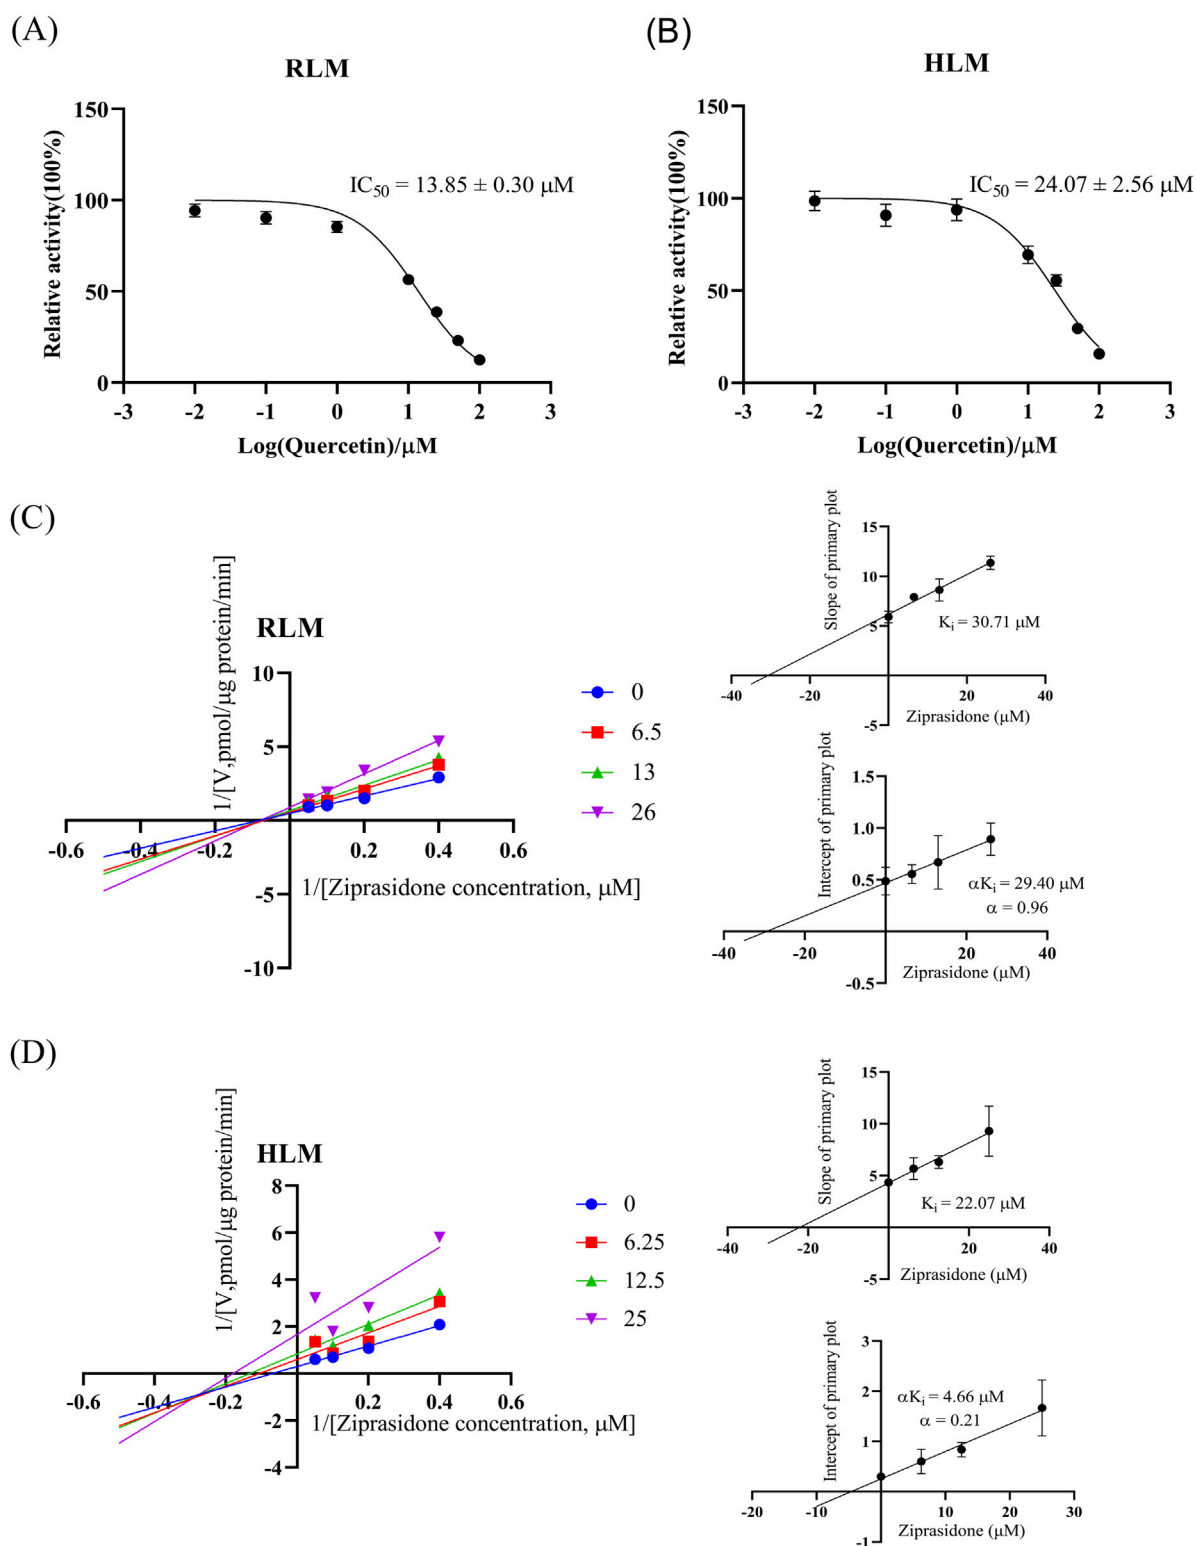 (A)
RLM
150
100
50
0
Relative activity(100%)
IC50 = 13.85 ± 0.30 μM
-3 -2 -1 0 1 2 3
Log(Quercetin)/μM
(B)
HLM
150
100
50
0
Relative activity(100%)
IC50 = 24.07 ± 2.56 μM
-3 -2 -1 0 1 2 3
Log(Quercetin)/μM
(C)
1/[V,pmol/μg protein/min]
RLM
10
5
-5
-10
-0.6 -0.4 -0.2 0.2 0.4 0.6
1/[Ziprasidone concentration, μM]
0
6.5
13
26
Slope of primary plot
15
10
5
-5
Ki = 30.71 μM
-40 -20 20 40
Ziprasidone (μM)
Intercept of primary plot
1.5
1.0
0.5
-0.5
αKi = 29.40 μM
α = 0.96
-40 -20 20 40
Ziprasidone (μM)
(D)
1/[V,pmol/μg protein/min]
HLM
8
6
4
2
-2
-4
-0.6 -0.4 -0.2 0.2 0.4 0.6
1/[Ziprasidone concentration, μM]
0
6.25
12.5
25
Slope of primary plot
15
10
5
-5
Ki = 22.07 μM
-40 -20 20 40
Ziprasidone (μM)
Intercept of primary plot
3
2
1
-1
αKi = 4.66 μM
α = 0.21
-20 -10 10 20 30
Ziprasidone (μM)